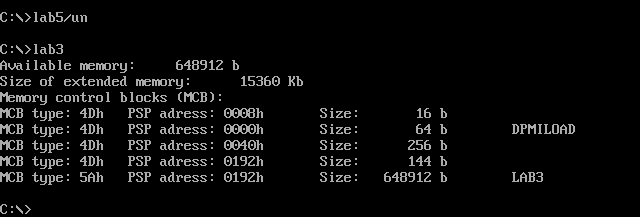 C:\>lab5/un
C:\>lab3
Available memory: 648912 b
Size of extended memory: 15360 Kb
Memory control blocks (MCB):
MCB type: 4Dh PSP adress: 0008h Size: 16 b
MCB type: 4Dh PSP adress: 0000h Size: 64 b DPMILOAD
MCB type: 4Dh PSP adress: 0040h Size: 256 b
MCB type: 4Dh PSP adress: 0192h Size: 144 b
MCB type: 5Ah PSP adress: 0192h Size: 648912 b LAB3
C:\>